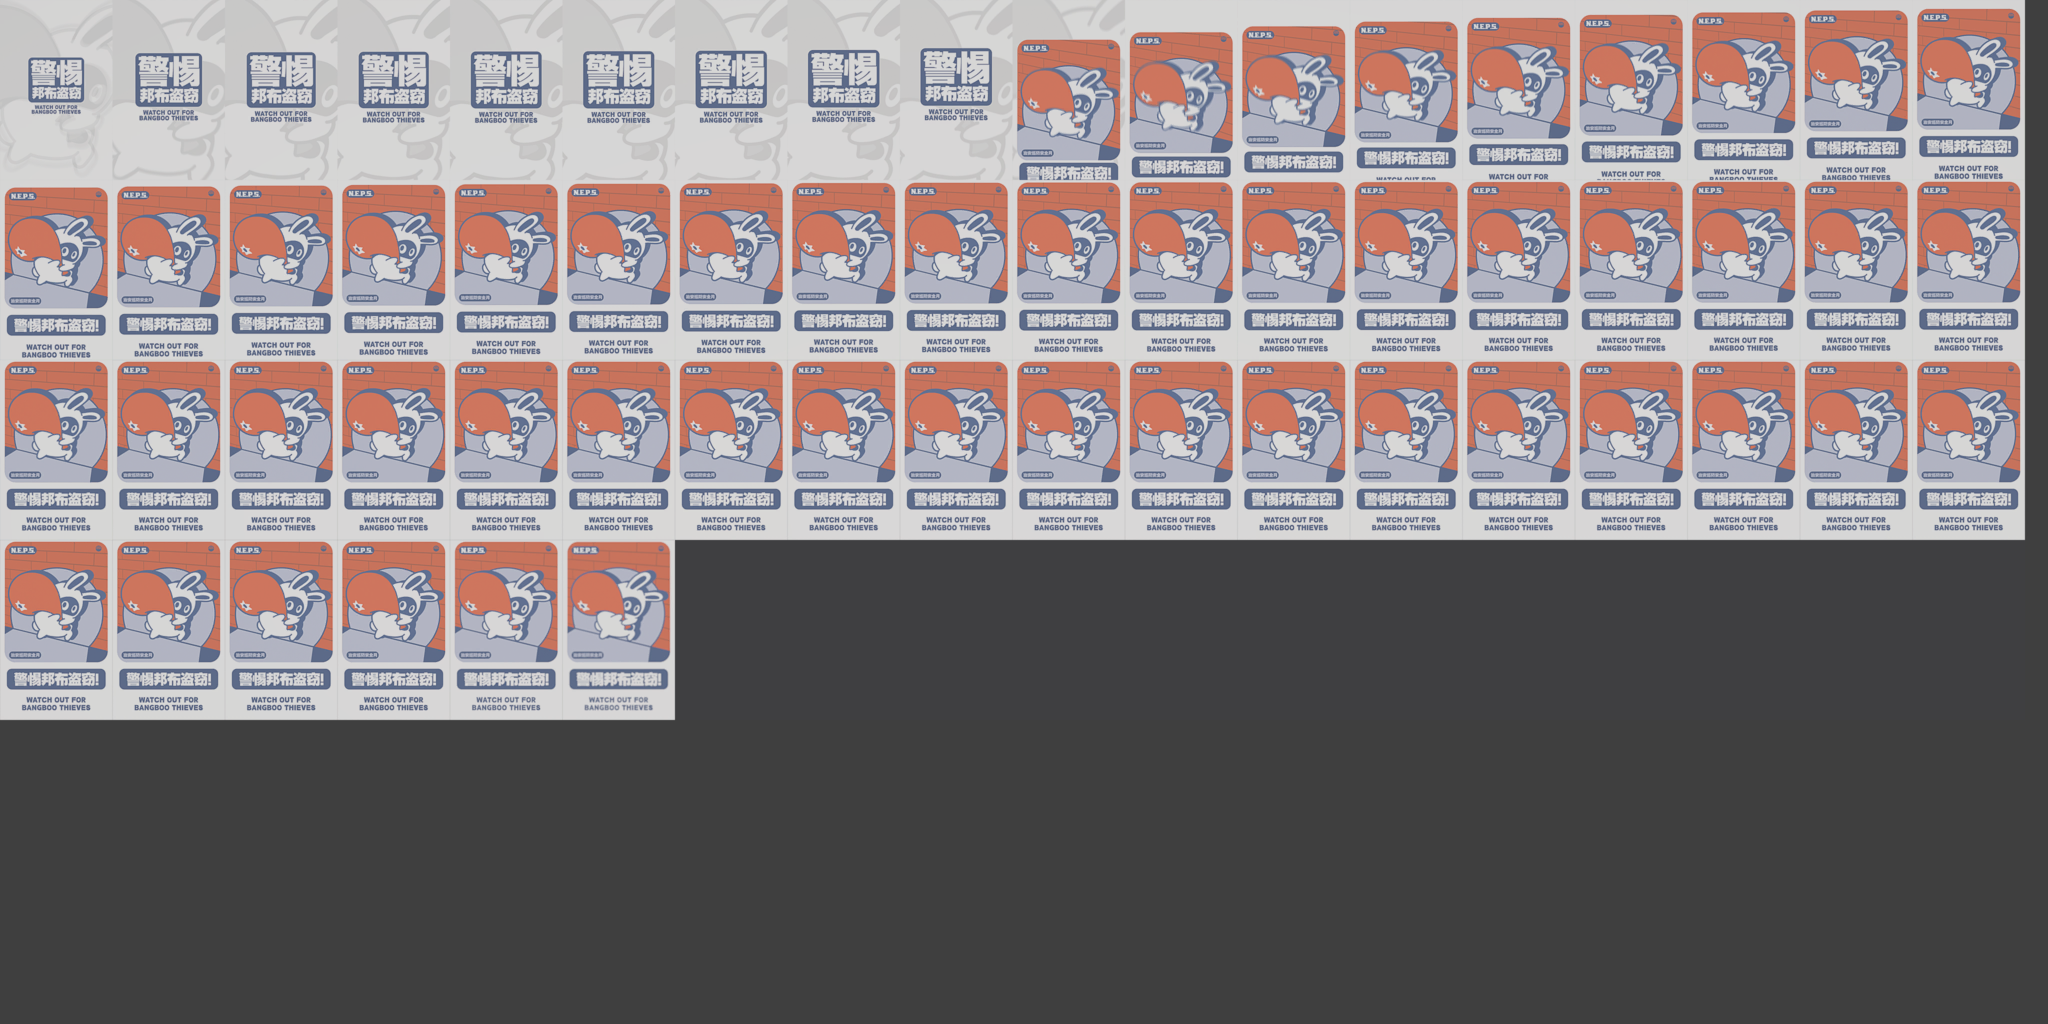 警惕
邦布盗窃
WATCH OUT FOR
BANGBOO THIEVES
N.E.P.S.
警惕邦布盗窃!
WATCH OUT FOR
BANGBOO THIEVES